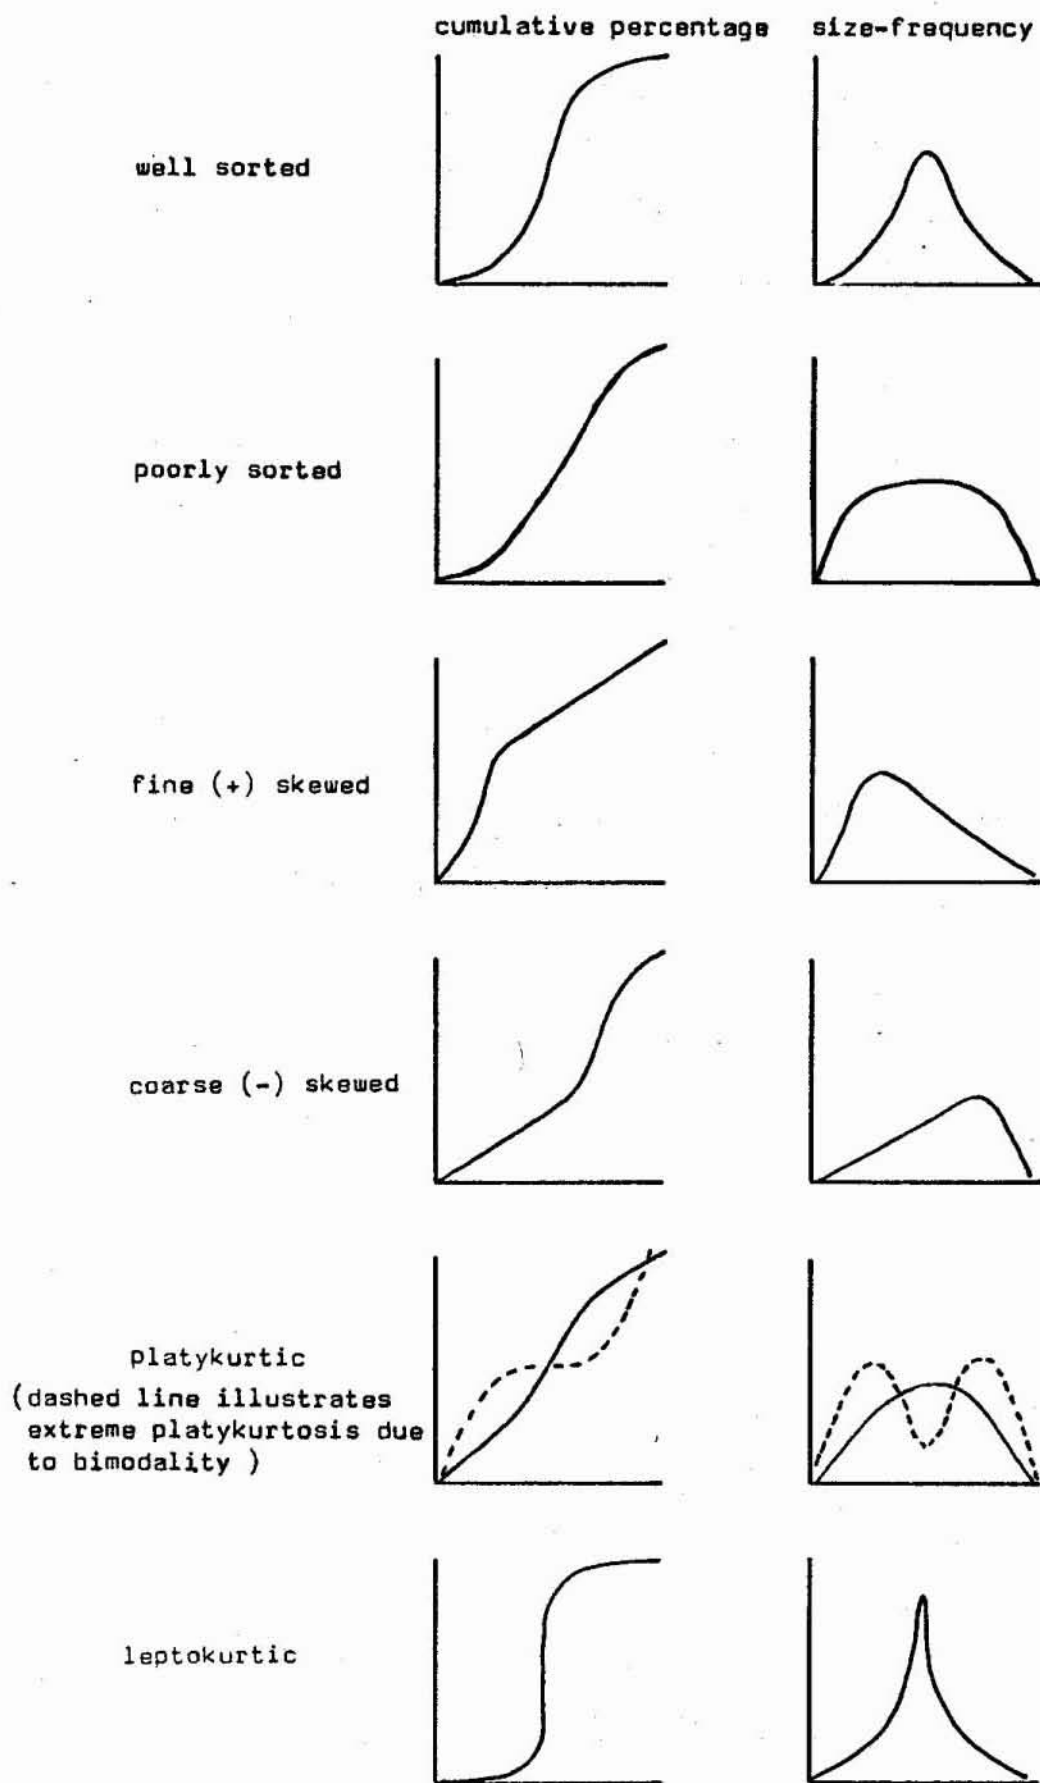 cumulative percentage size-frequency
well sorted
poorly sorted
fine (+) skewed
coarse (-) skewed
platykurtic
(dashed line illustrates
extreme platykurtosis due
to bimodality )
leptokurtic